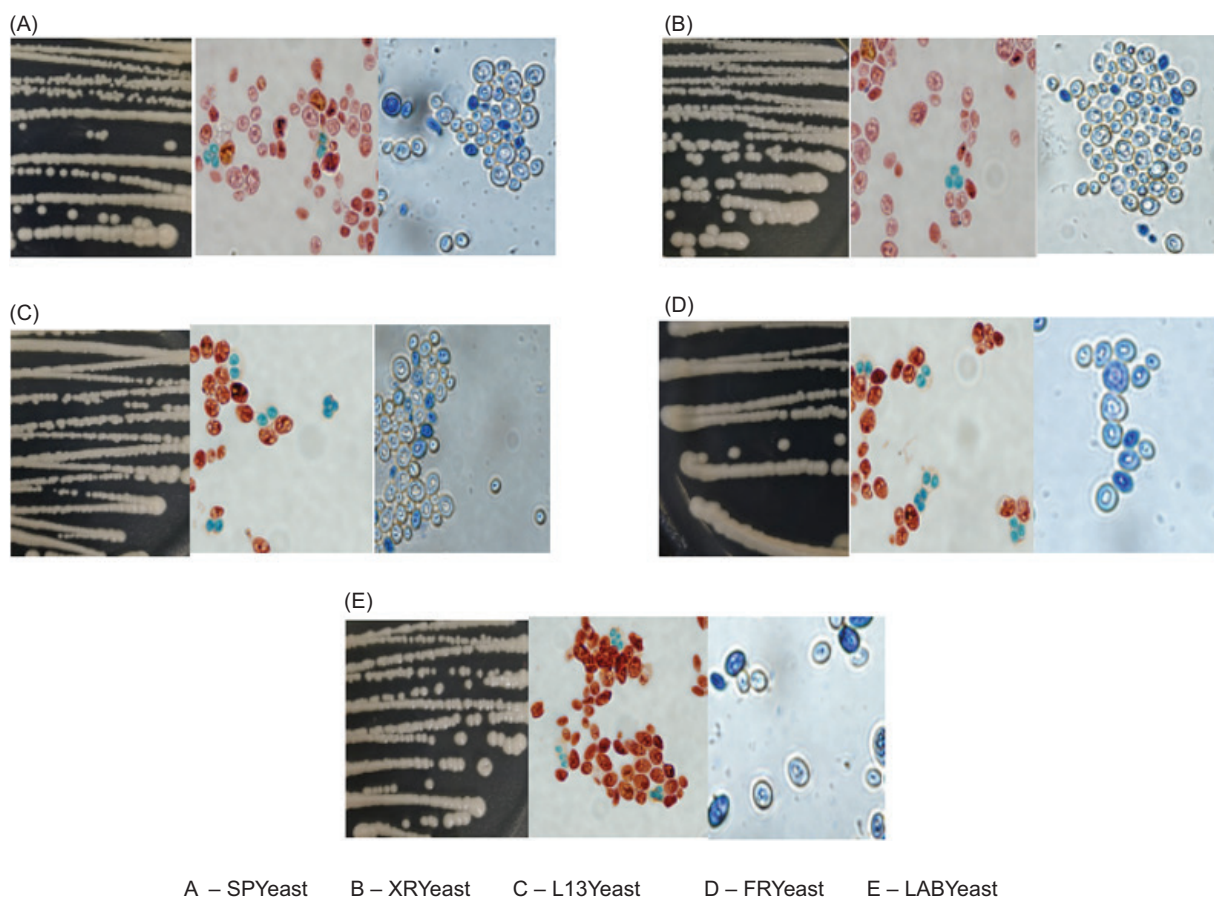 (A)
(B)
(C)
(D)
(E)
A – SPYeast B – XRYeast C – L13Yeast D – FRYeast E – LABYeast